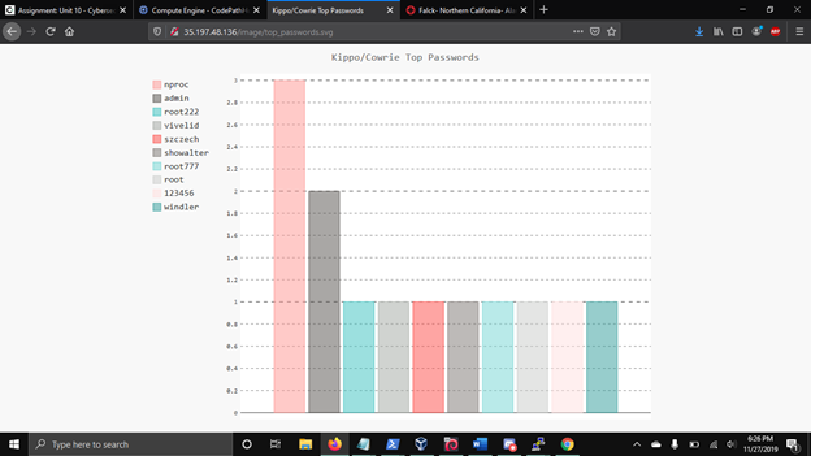 Assignment: Unit 10 - Cyberse
Compute Engine - CodePath
Kippo/Cowrie Top Passwords
Falck- Northern California- Ala
35.197.48.136/image/top_passwords.svg
Kippo/Cowrie Top Passwords
nproc
admin
root222
vivelid
szczech
showalter
root777
root
123456
windler
3
2.8
2.6
2.4
2.2
2
1.8
1.6
1.4
1.2
1
0.8
0.6
0.4
0.2
0
Type here to search
6:26 PM
11/27/2019